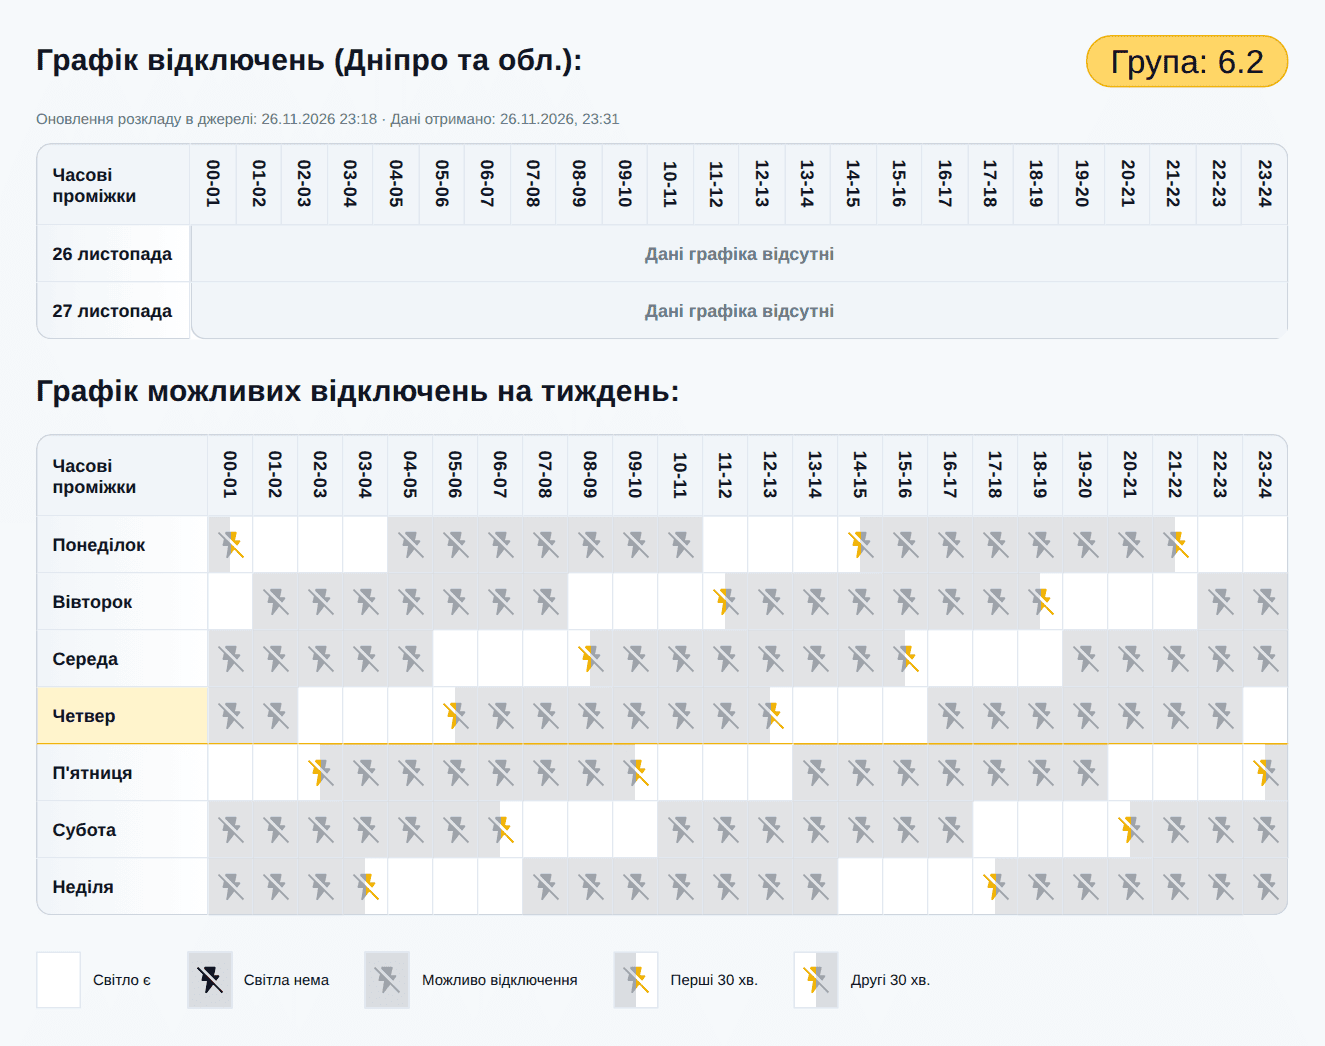 Графік відключень (Дніпро та обл.):
Група: 6.2
Оновлення розкладу в джерелі: 26.11.2026 23:18 · Дані отримано: 26.11.2026, 23:31
Часові
проміжки
00-01 01-02 02-03 03-04 04-05 05-06 06-07 07-08 08-09 09-10 10-11 11-12 12-13 13-14 14-15 15-16 16-17 17-18 18-19 19-20 20-21 21-22 22-23 23-24
26 листопада Дані графіка відсутні
27 листопада Дані графіка відсутні
Графік можливих відключень на тиждень:
Часові
проміжки
00-01 01-02 02-03 03-04 04-05 05-06 06-07 07-08 08-09 09-10 10-11 11-12 12-13 13-14 14-15 15-16 16-17 17-18 18-19 19-20 20-21 21-22 22-23 23-24
Понеділок
Вівторок
Середа
Четвер
П'ятниця
Субота
Неділя
Світло є Світла нема Можливо відключення Перші 30 хв. Другі 30 хв.